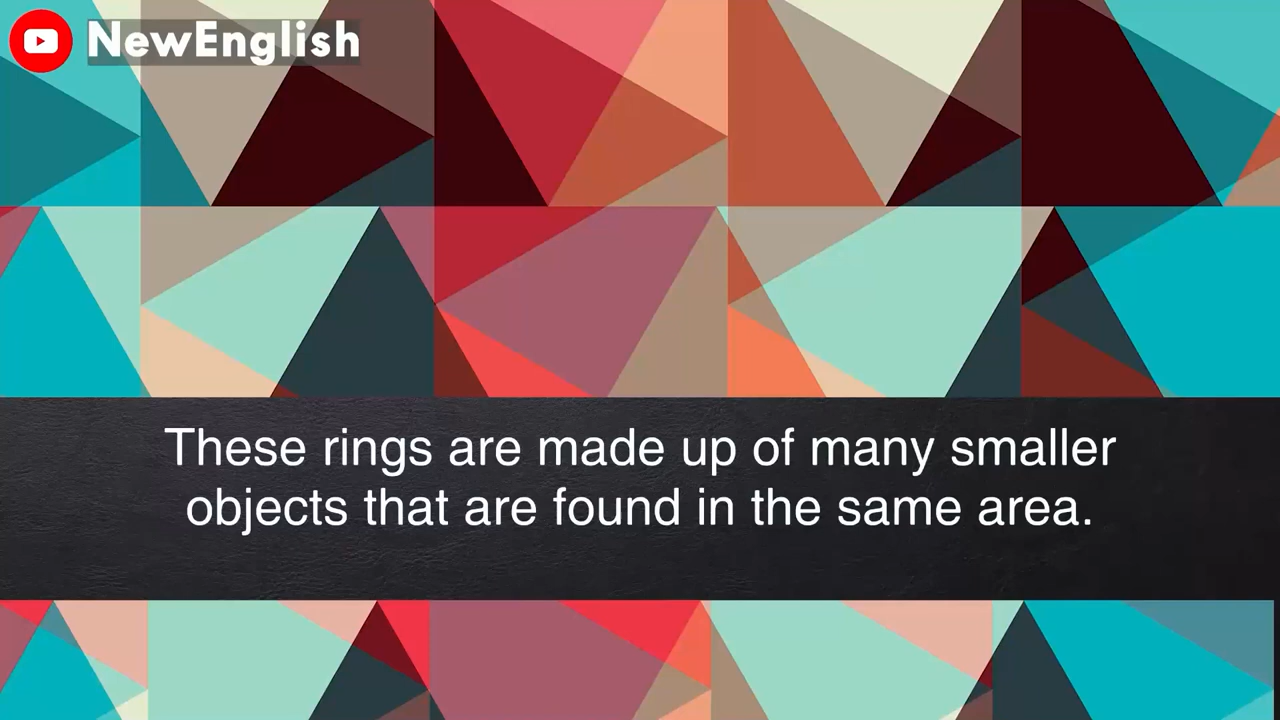 NewEnglish
These rings are made up of many smaller
objects that are found in the same area.